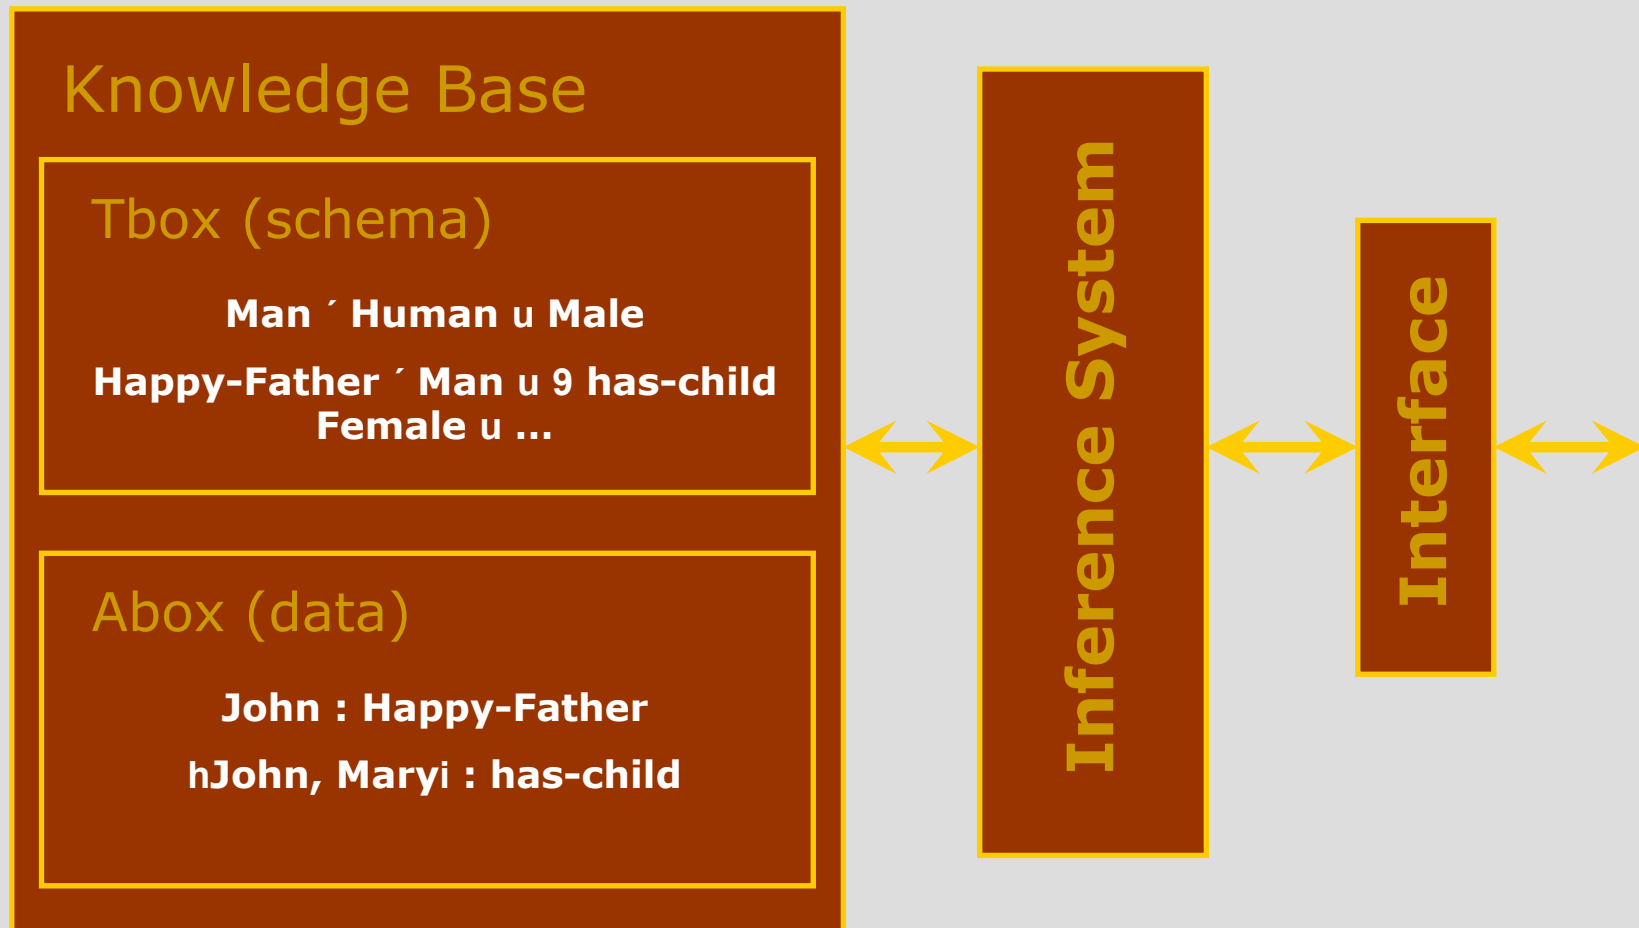 Knowledge Base
Tbox (schema)
Man ´ Human u Male
Happy-Father ´ Man u 9 has-child
Female u ...
Abox (data)
John : Happy-Father
hJohn, Maryi : has-child
Inference System
Interface